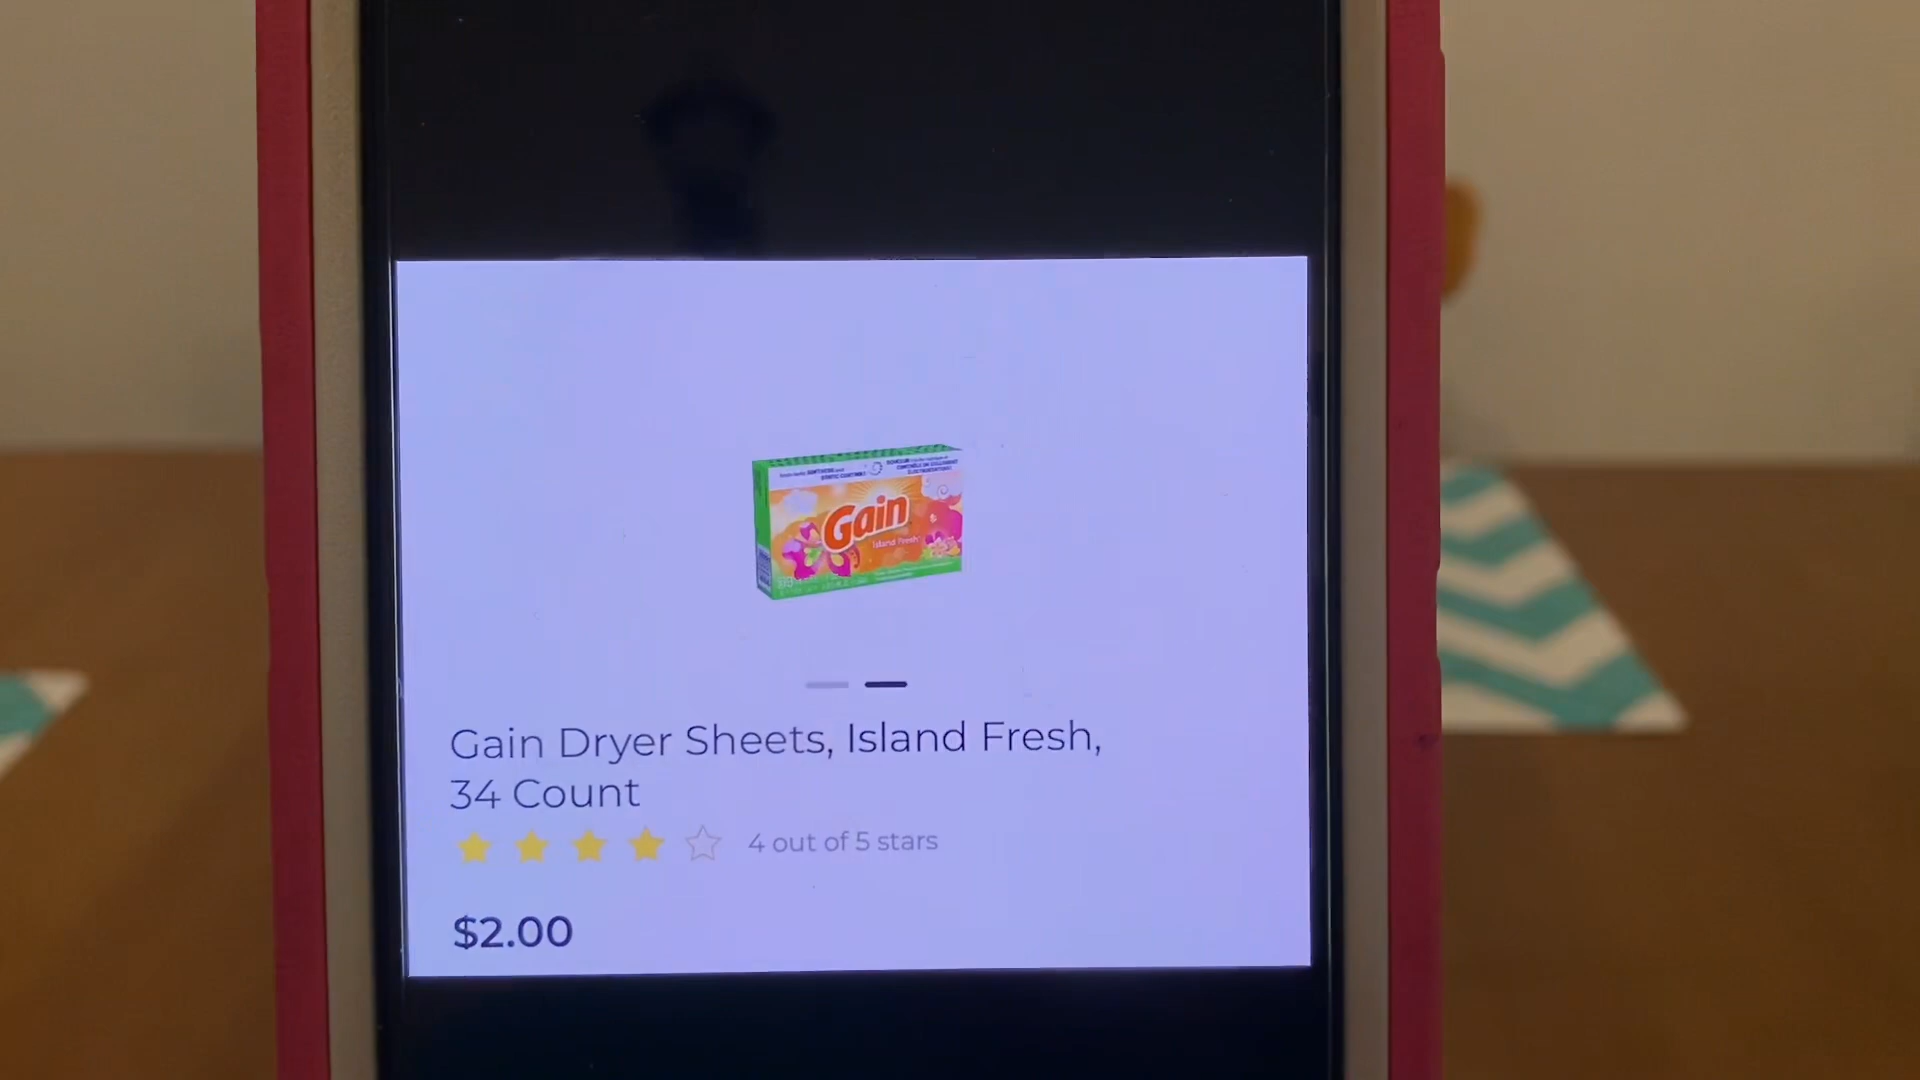 Gain
Island Fresh
Gain Dryer Sheets, Island Fresh,
34 Count
4 out of 5 stars
$2.00